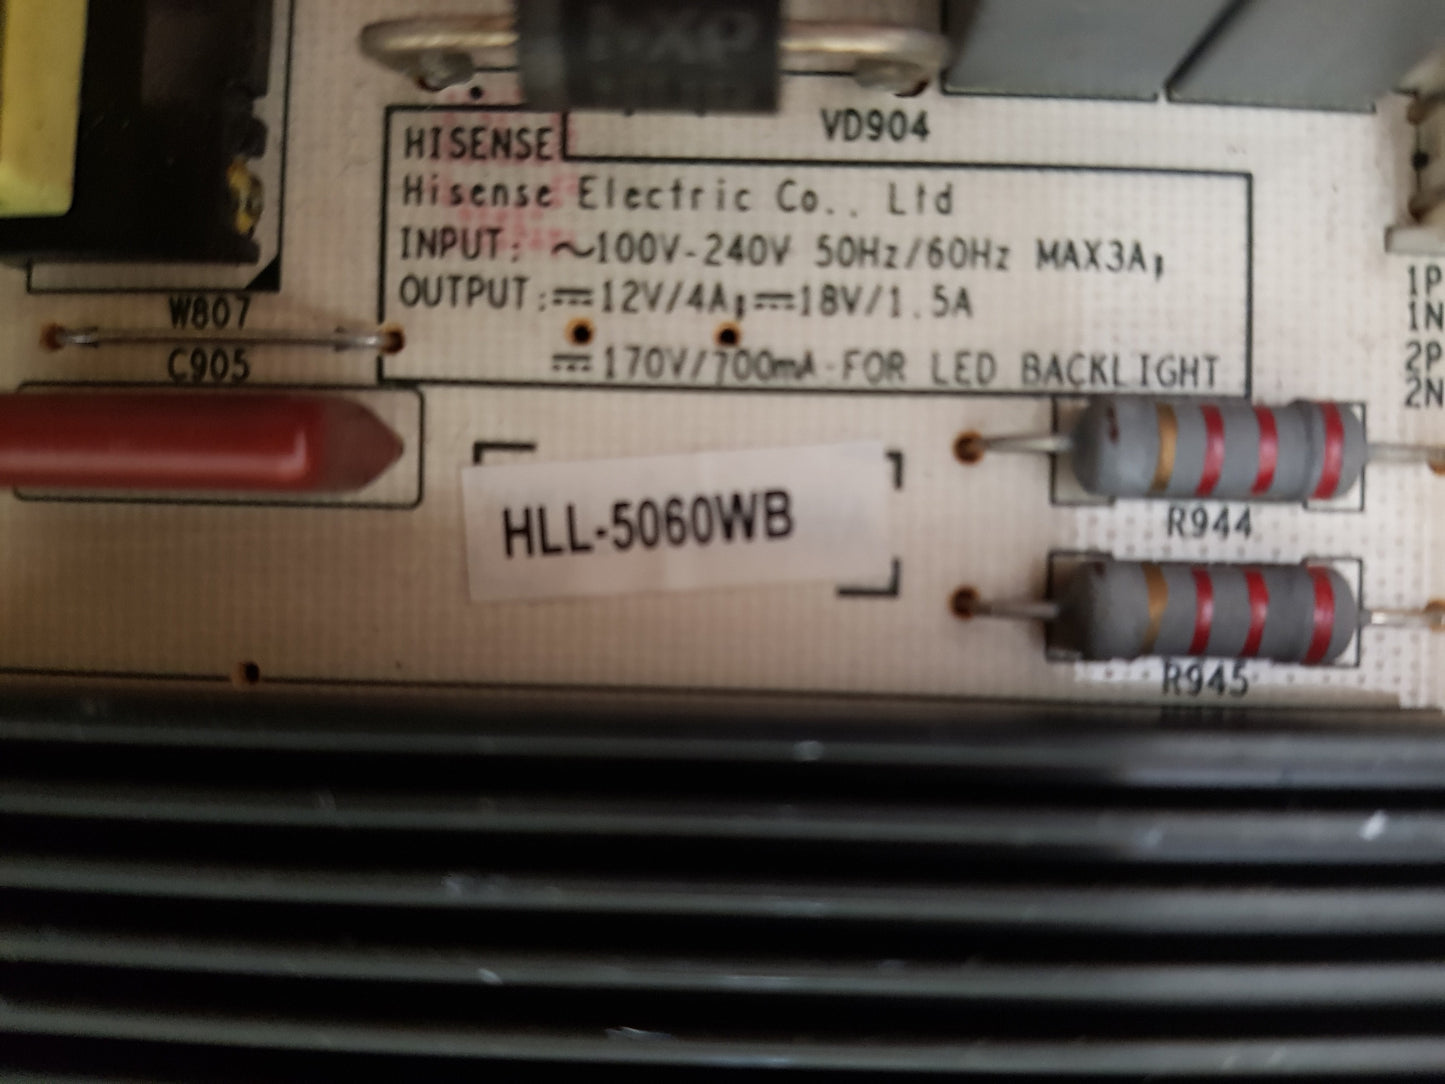 NXP
VD904
HISENSE
Hisense Electric Co., Ltd
INPUT: ~100V-240V 50Hz/60Hz MAX3A;
OUTPUT: ⎓12V/4A;⎓18V/1.5A
⎓170V/700mA-FOR LED BACKLIGHT
W807
C905
1P
1N
2P
2N
HLL-5060WB
R944
R945